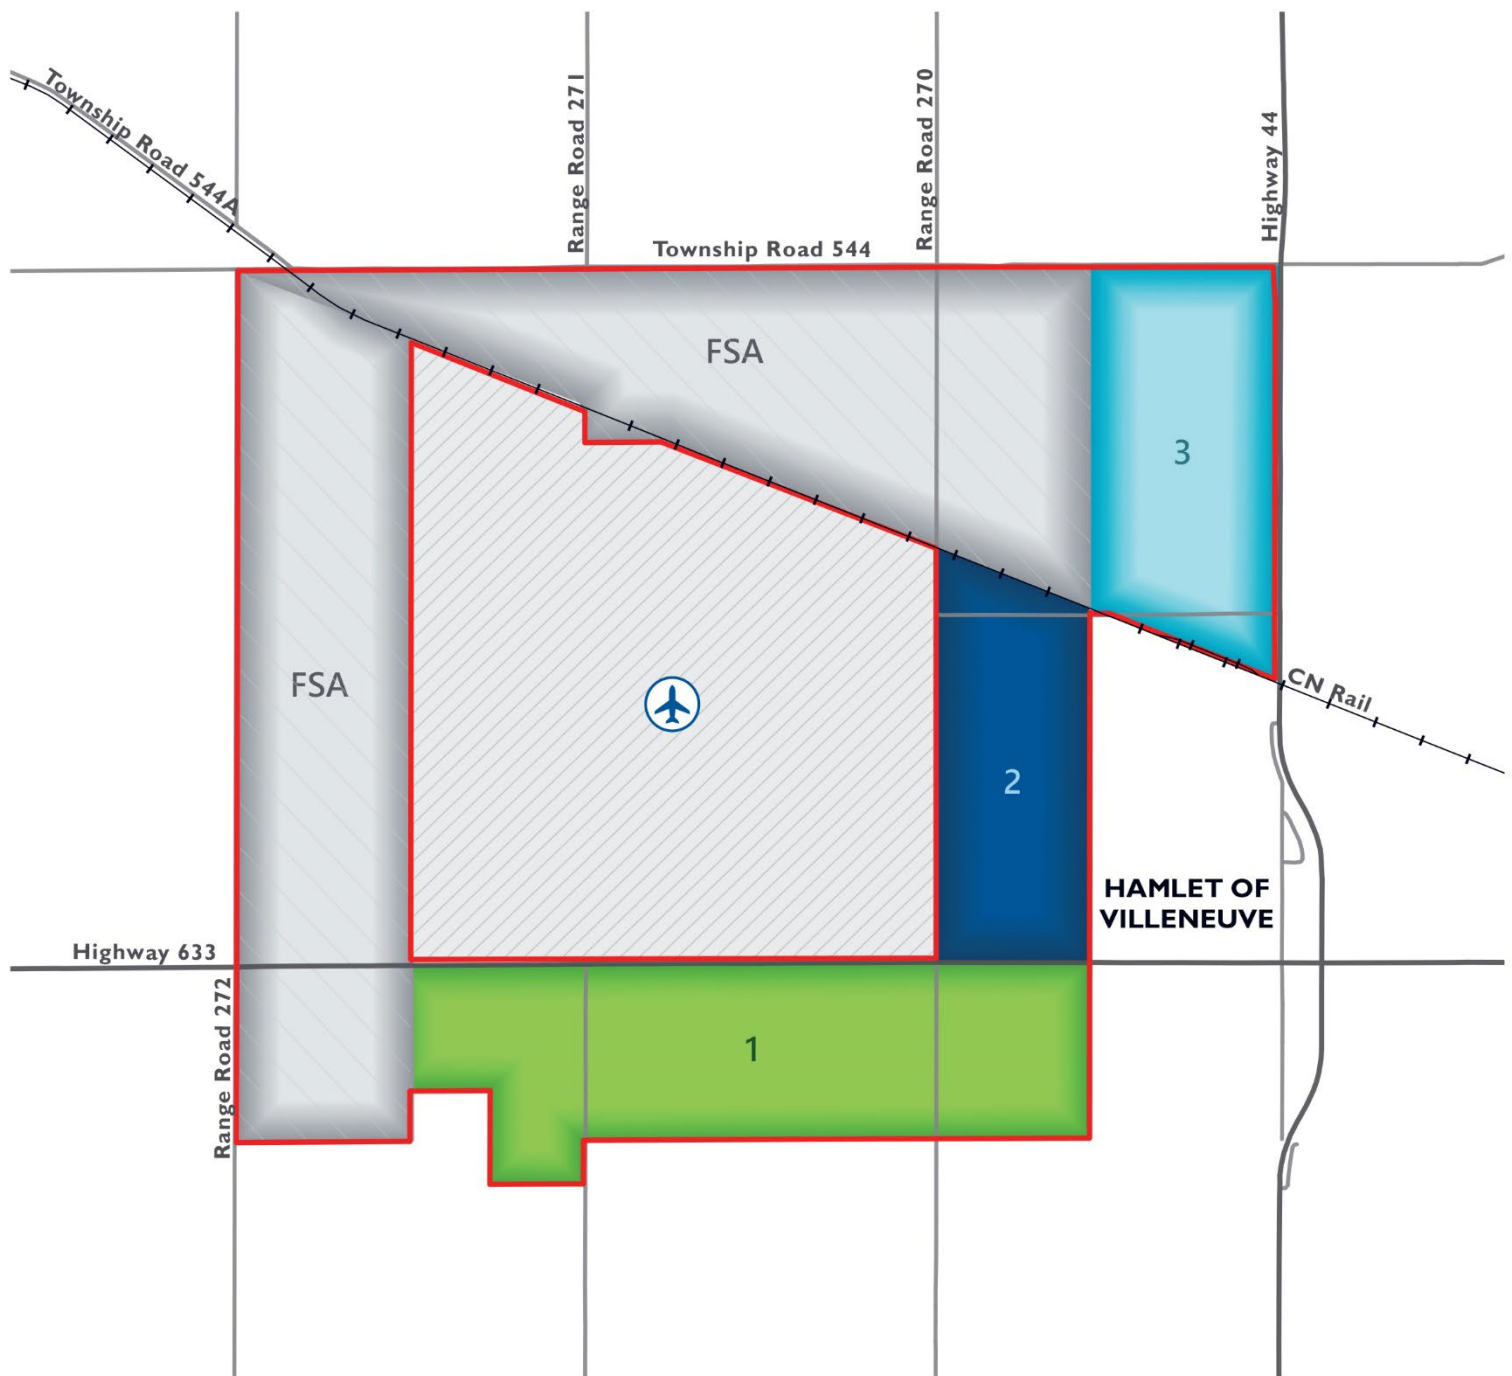 Township Road 544A
Range Road 271
Range Road 270
Highway 44
Township Road 544
FSA
3
FSA
CN Rail
2
HAMLET OF
VILLENEUVE
Highway 633
Range Road 272
1